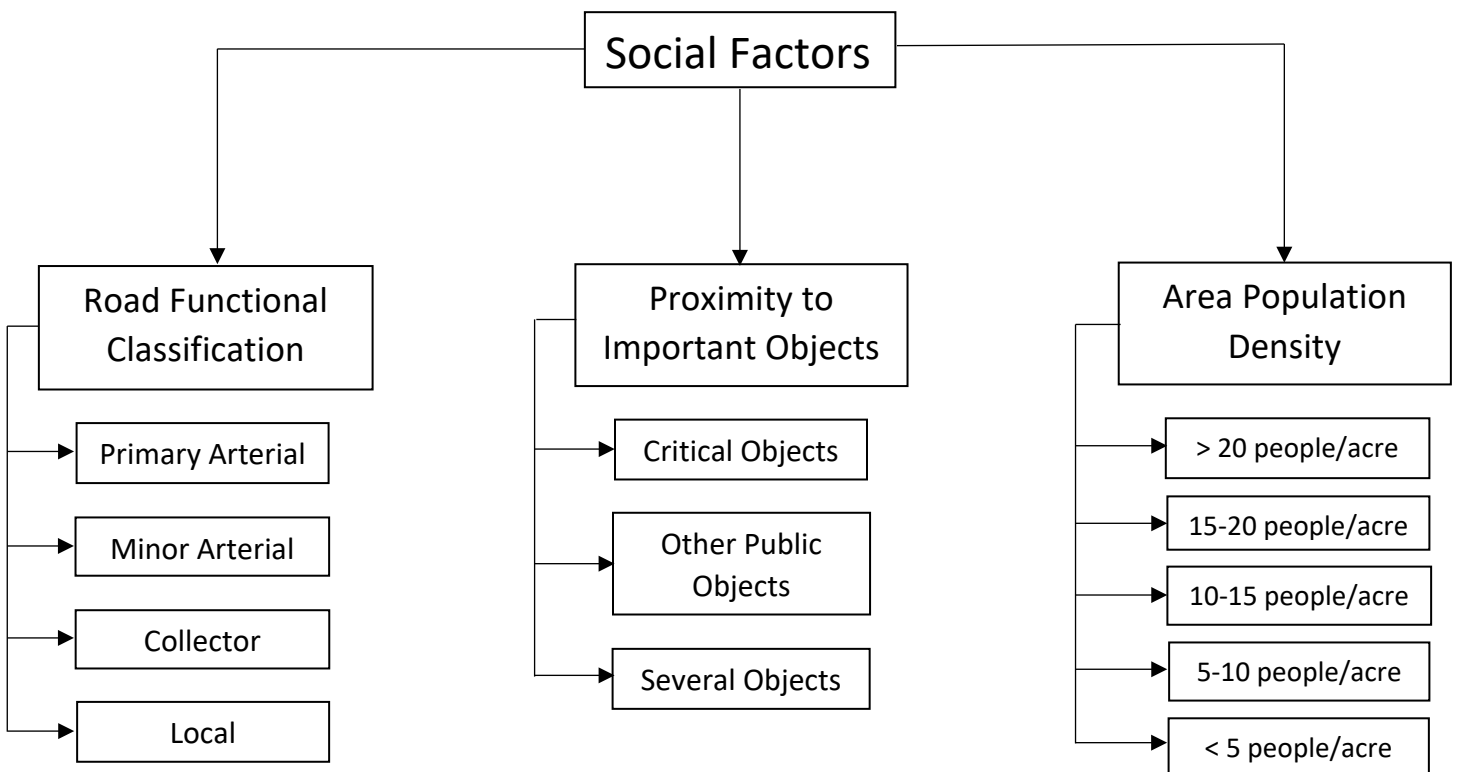 Social Factors
Road Functional
Classification
Primary Arterial
Minor Arterial
Collector
Local
Proximity to
Important Objects
Critical Objects
Other Public
Objects
Several Objects
Area Population
Density
> 20 people/acre
15-20 people/acre
10-15 people/acre
5-10 people/acre
< 5 people/acre